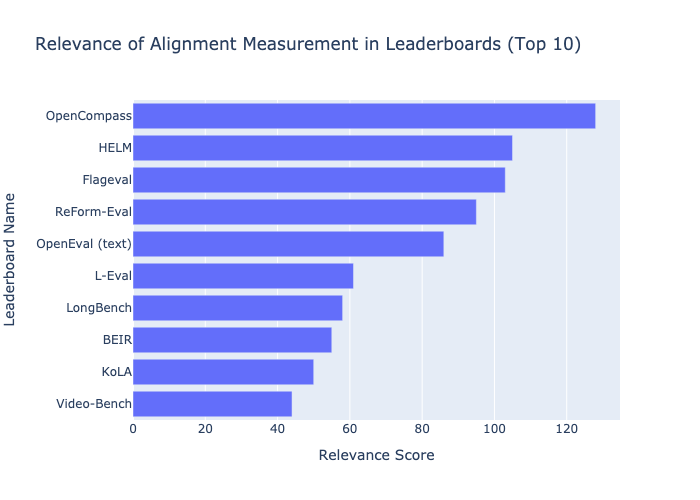 Relevance of Alignment Measurement in Leaderboards (Top 10)
Leaderboard Name
OpenCompass
HELM
Flageval
ReForm-Eval
OpenEval (text)
L-Eval
LongBench
BEIR
KoLA
Video-Bench
0 20 40 60 80 100 120
Relevance Score